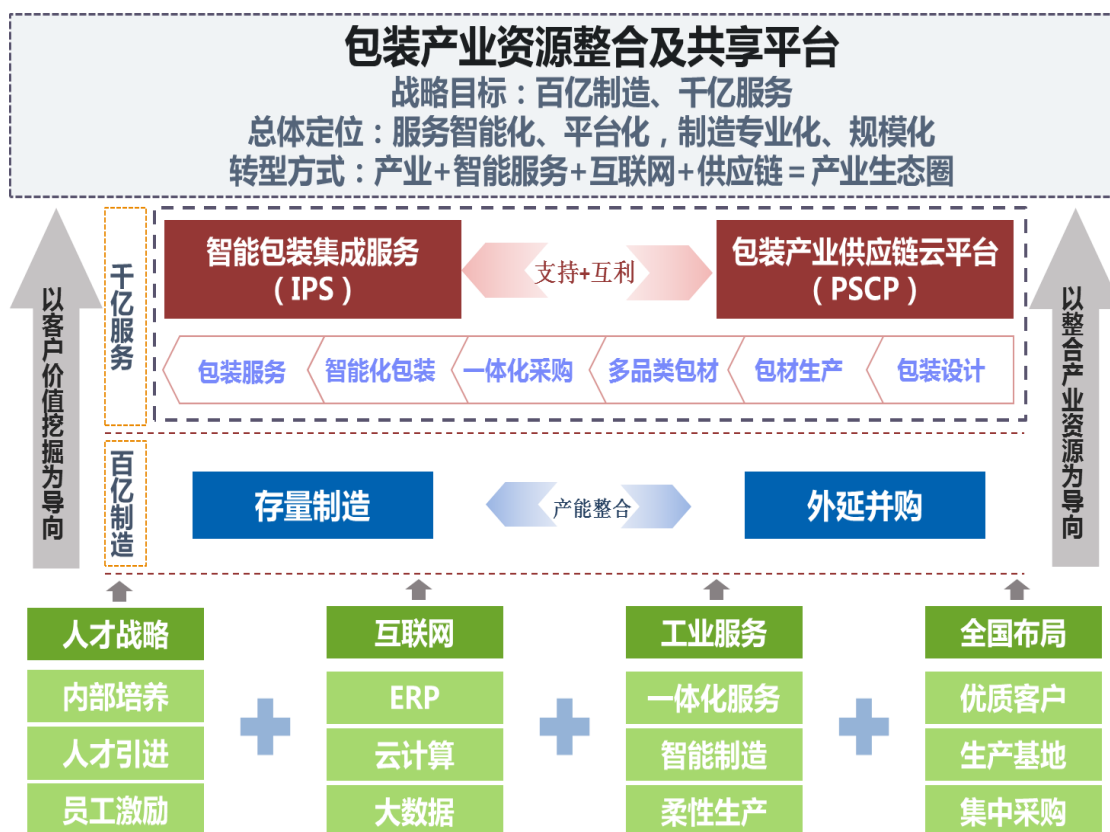 包装产业资源整合及共享平台
战略目标：百亿制造、千亿服务
总体定位：服务智能化、平台化，制造专业化、规模化
转型方式：产业+智能服务+互联网+供应链=产业生态圈
以客户价值挖掘为导向
千亿服务
智能包装集成服务
（IPS）
支持+互利
包装产业供应链云平台
（PSCP）
包装服务
智能化包装
一体化采购
多品类包材
包材生产
包装设计
以整合产业资源为导向
百亿制造
存量制造
产能整合
外延并购
人才战略
内部培养
人才引进
员工激励
互联网
ERP
云计算
大数据
工业服务
一体化服务
智能制造
柔性生产
全国布局
优质客户
生产基地
集中采购